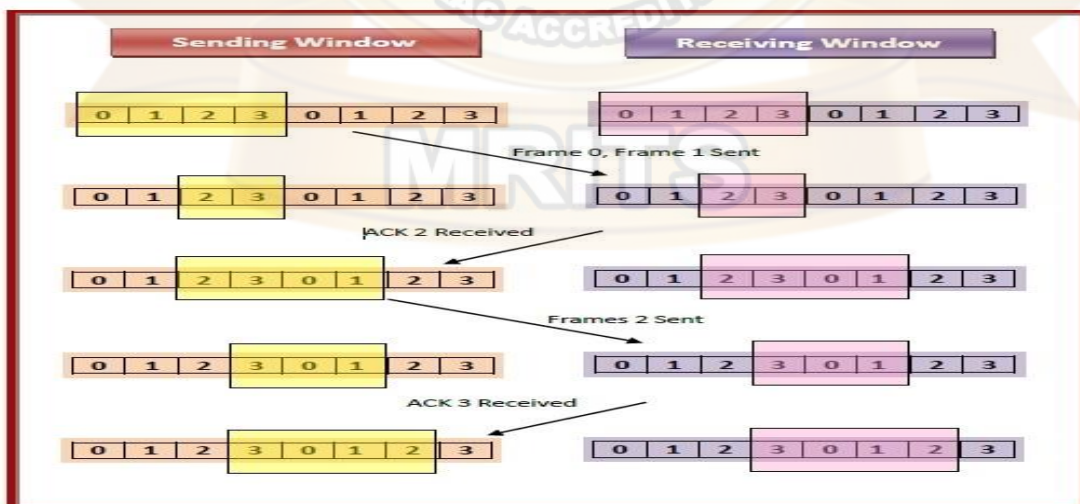 AC ACCREDIT
Sending Window Receiving Window
0 1 2 3 0 1 2 3 0 1 2 3 0 1 2 3
Frame 0, Frame 1 Sent
MRITS
0 1 2 3 0 1 2 3 0 1 2 3 0 1 2 3
ACK 2 Received
0 1 2 3 0 1 2 3 0 1 2 3 0 1 2 3
Frames 2 Sent
0 1 2 3 0 1 2 3 0 1 2 3 0 1 2 3
ACK 3 Received
0 1 2 3 0 1 2 3 0 1 2 3 0 1 2 3